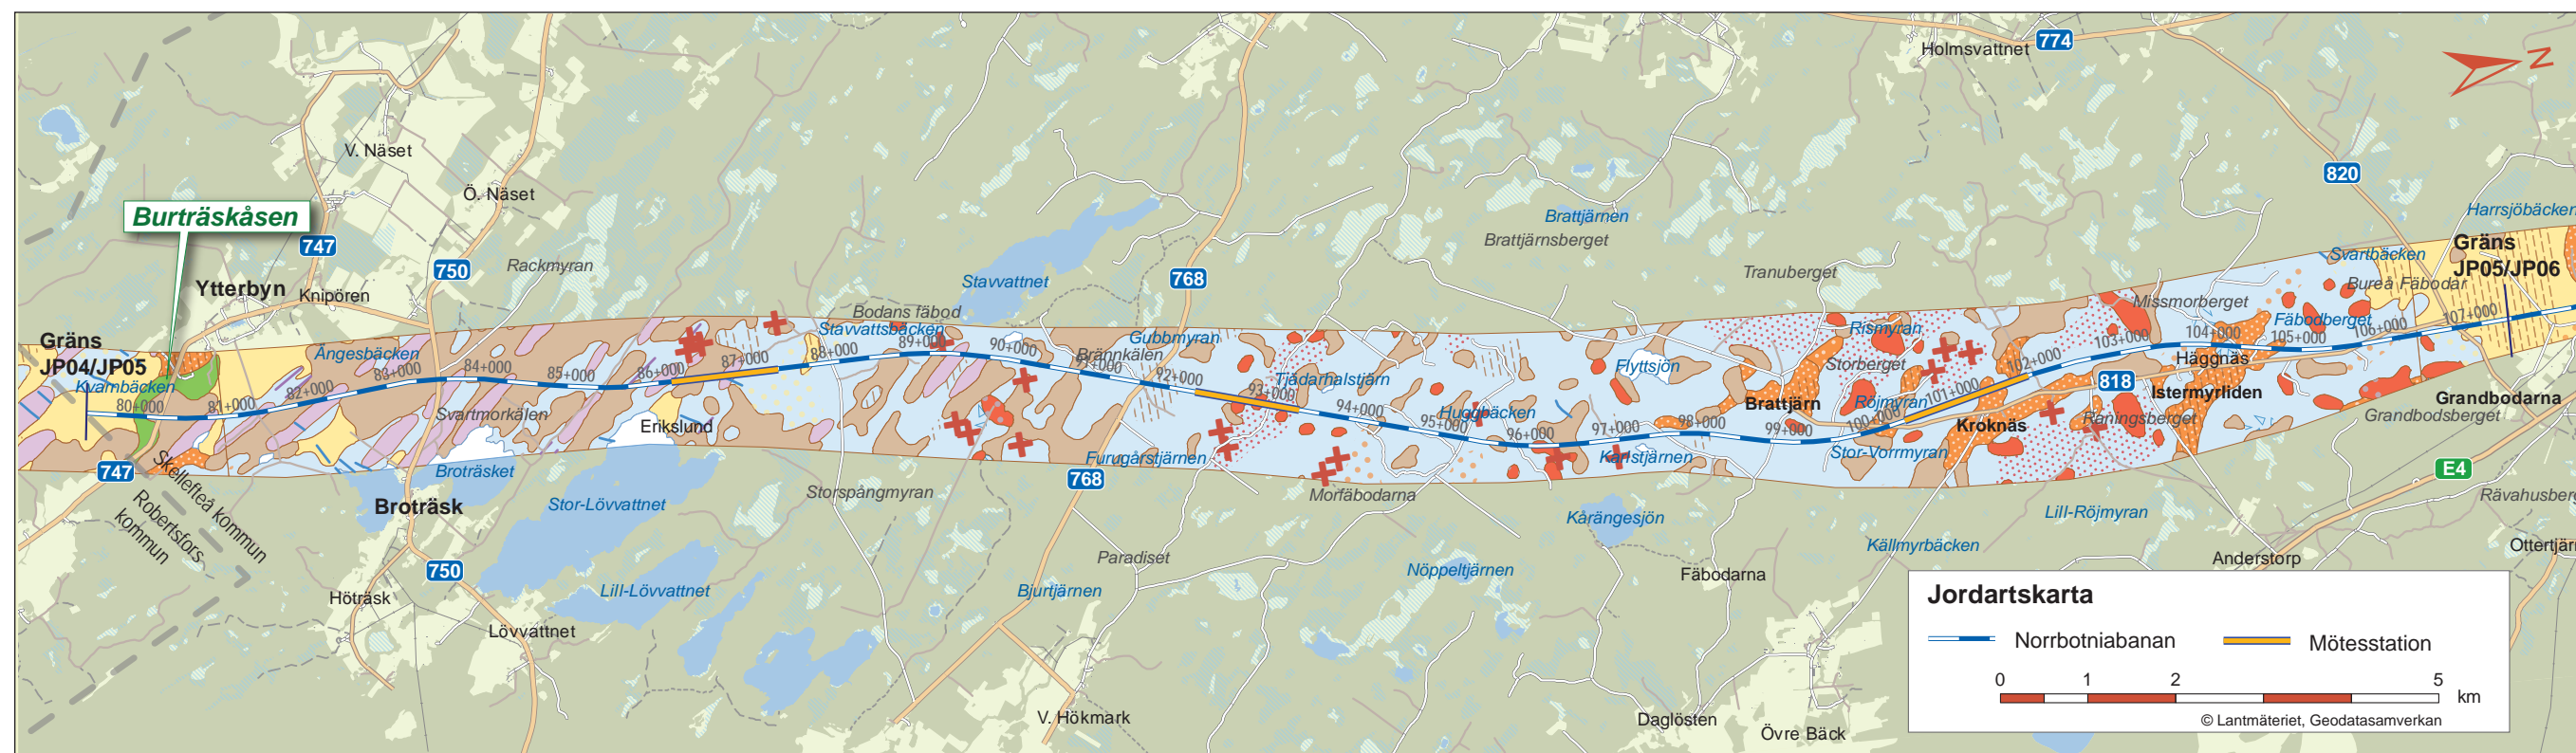 Holmsvattnet
774
N
V. Näset
820
Ö. Näset
Burträskåsen
Brattjärnen
Harrsjöbäcken
747
Brattjärnsberget
Gräns
JP05/JP06
Svartbäcken
Rackmyran
750
Stavvattnet
768
Tranuberget
Bureå Fäbodar
Ytterbyn
Knipören
Bodans fäbod
Missmorberget
Stavvattsbäcken
Gubbmyran
Rismyran
Fäbodberget
107+000
Gräns
JP04/JP05
Ängesbäcken
Brännkälen
Storberget
104+000
105+000
106+000
Häggnäs
Kvarnbäcken
80+000
81+000
82+000
83+000
84+000
85+000
86+000
87+000
88+000
89+000
90+000
91+000
92+000
93+000
94+000
95+000
96+000
97+000
98+000
99+000
100+000
101+000
102+000
103+000
Flyttsjön
Tjädarhalstjärn
818
Istermyrliden
Grandbodarna
Svartmorkälen
Erikslund
Huggbäcken
Brattjärn
Röjmyran
Kroknäs
Raningsberget
Grandbodsberget
747
Skellefteå kommun
Robertsfors
kommun
Broträsket
Furugårstjärnen
Karlstjärnen
Stor-Vorrmyran
E4
768
Broträsk
Stor-Lövvattnet
Storspångmyran
Morfäbodarna
Kårängesjön
Lill-Röjmyran
Källmyrbäcken
Anderstorp
750
Paradiset
Nöppeltjärnen
Fäbodarna
Höträsk
Lill-Lövvattnet
Bjurtjärnen
Lövvattnet
V. Hökmark
Daglösten
Övre Bäck
Jordartskarta
Norrbotniabanan
Mötesstation
0 1 2 5
km
© Lantmäteriet, Geodatasamverkan